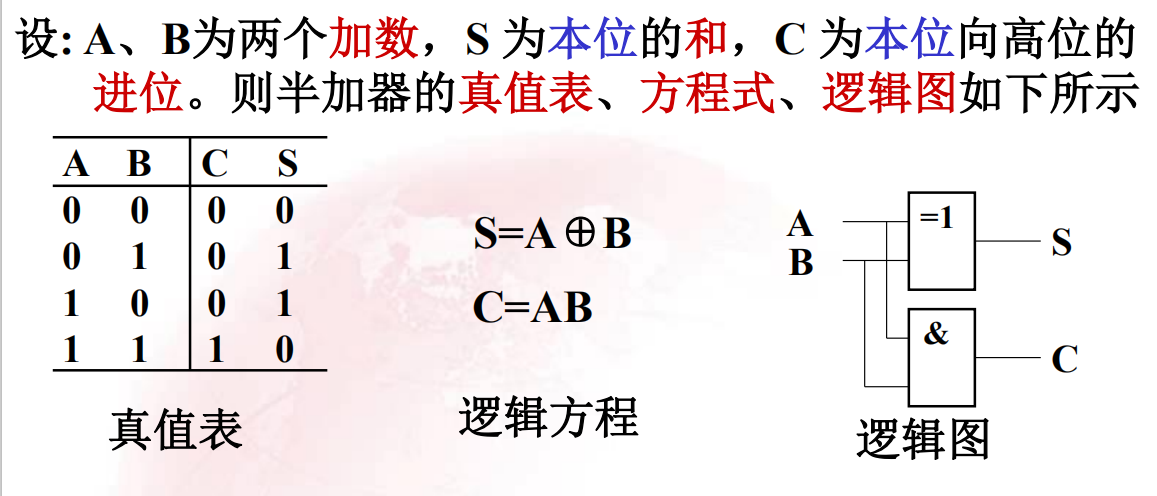 设: A、B为两个加数，S 为本位的和，C 为本位向高位的
进位。则半加器的真值表、方程式、逻辑图如下所示
A B C S
0 0 0 0
0 1 0 1
1 0 0 1
1 1 1 0
真值表
S=A⊕B
C=AB
逻辑方程
A
B
=1
S
&
C
逻辑图